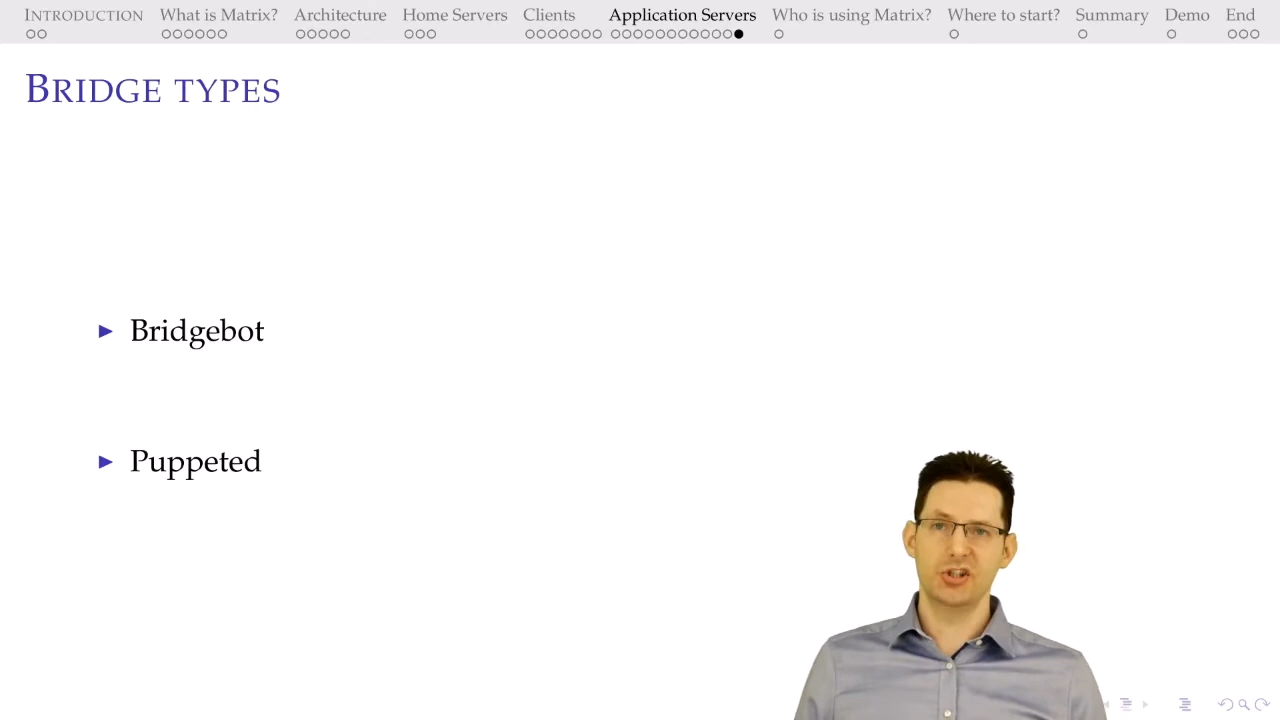 Introduction What is Matrix? Architecture Home Servers Clients Application Servers Who is using Matrix? Where to start? Summary Demo End
Bridge types
Bridgebot
Puppeted